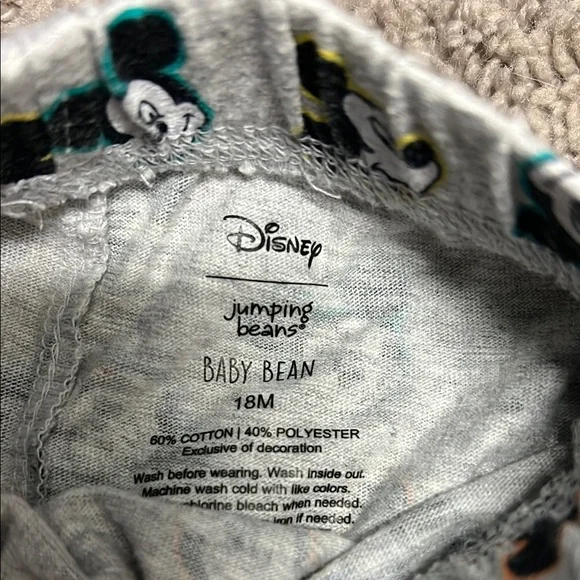 Disney
jumping
beans®
BABY BEAN
18M
60% COTTON | 40% POLYESTER
Exclusive of decoration
Wash before wearing. Wash inside out.
Machine wash cold with like colors.
bleach when needed.
iron if needed.